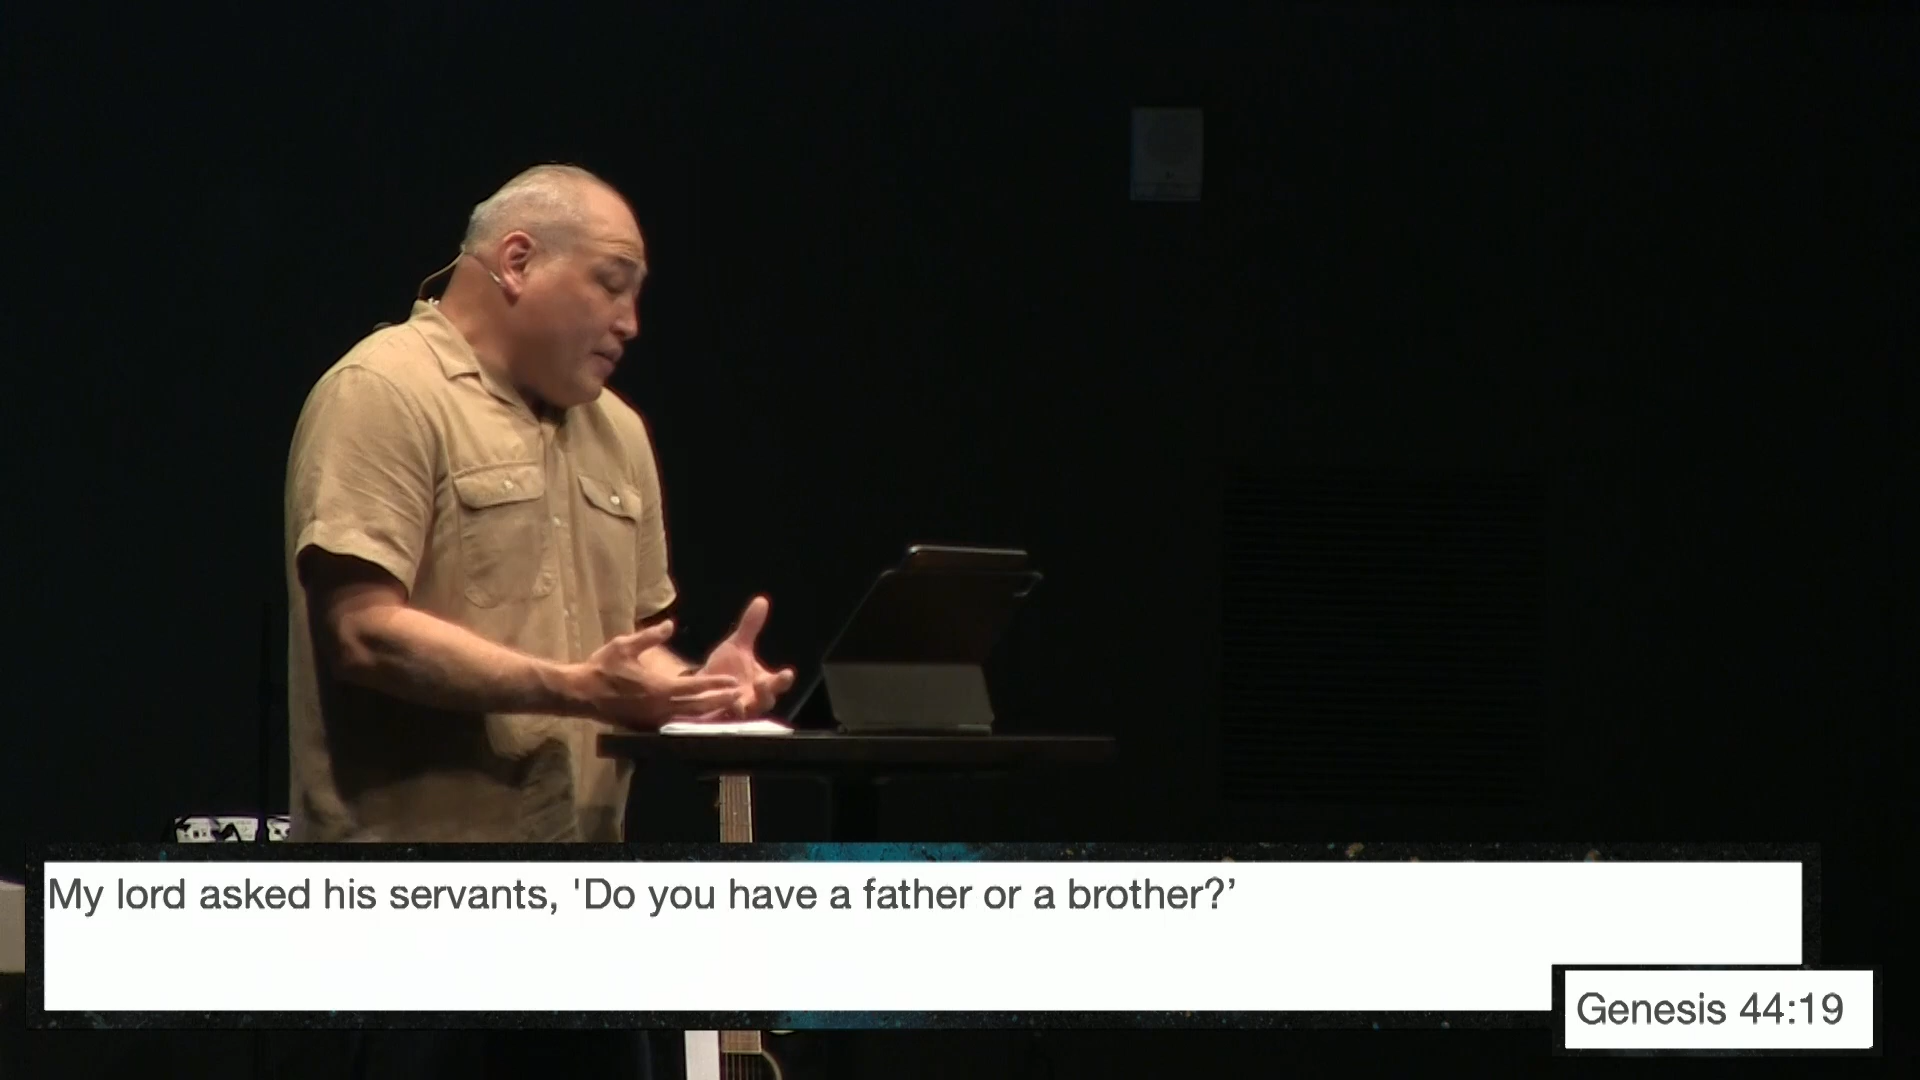 My lord asked his servants, 'Do you have a father or a brother?’
Genesis 44:19